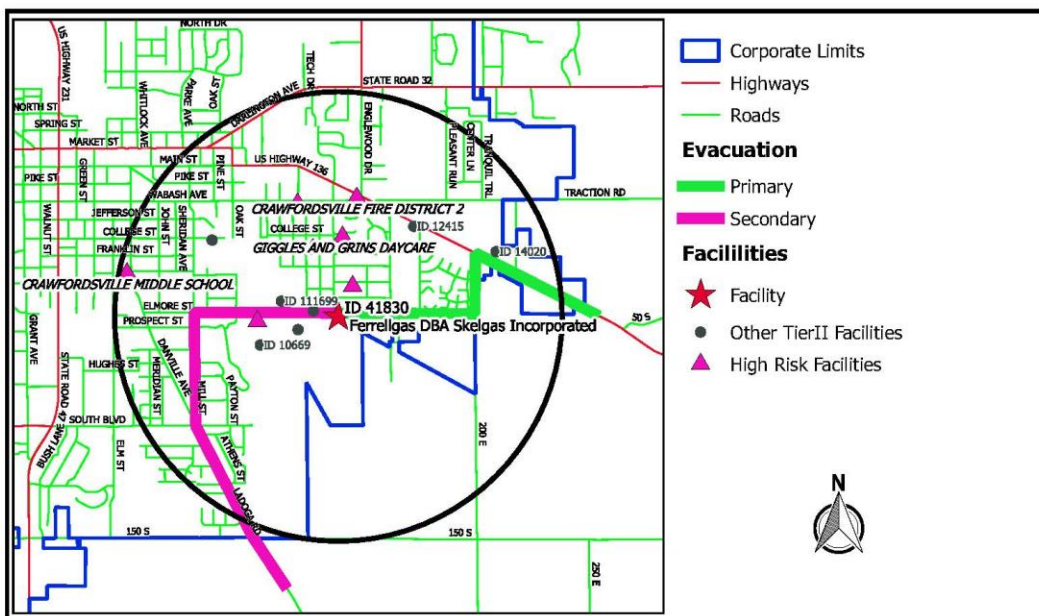 NORTH DR
US HIGHWAY 231
WHITLOCK AVE
PARKE AVE
OAK ST
TECH DR
STATE ROAD 32
DARLINGTON AVE
ENGLEWOOD DR
PLEASANT RUN
CENTER LN
TRANQUIL TRL
NORTH ST
SPRING ST
MARKET ST
MAIN ST
PIKE ST
PIKE ST
GREEN ST
PINE ST
US HIGHWAY 136
WABASH AVE
TRACTION RD
JEFFERSON ST
COLLEGE ST
FRANKLIN ST
WALNUT ST
JOHN ST
SHERIDAN AVE
OAK ST
CRAWFORDSVILLE FIRE DISTRICT 2
COLLEGE ST
ID 12415
GIGGLES AND GRINS DAYCARE
ID 14020
CRAWFORDSVILLE MIDDLE SCHOOL
ELMORE ST
ID 111699
ID 41830
PROSPECT ST
Ferrellgas DBA Skelgas Incorporated
50 S
GRANT AVE
ID 10669
HUGHES ST
DANVILLE AVE
MERIDIAN ST
MILL ST
PAYTON ST
STATE ROAD 47
BUSH LANE
SOUTH BLVD
ELM ST
ATHENS ST
LADOGA RD
200 E
150 S
150 S
250 E
Corporate Limits
Highways
Roads
Evacuation
Primary
Secondary
Facililities
Facility
Other TierII Facilities
High Risk Facilities
N